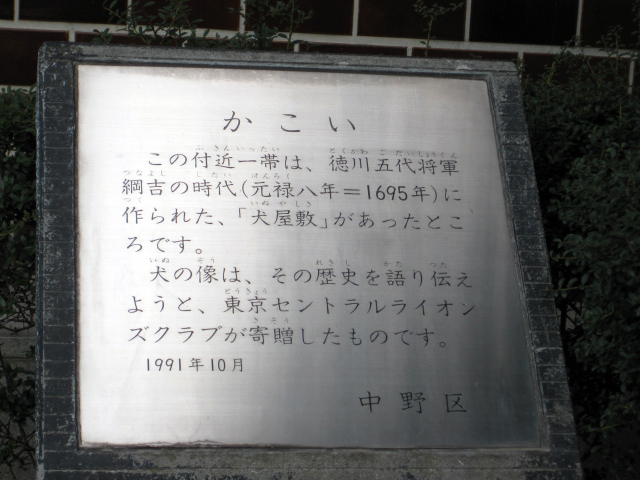 かこい
この付近一帯は、徳川五代将軍
綱吉の時代(元禄八年＝1695年)に
作られた、「犬屋敷」があったとこ
ろです。
犬の像は、その歴史を語り伝え
ようと、東京セントラルライオン
ズクラブが寄贈したものです。
1991年10月
中野区